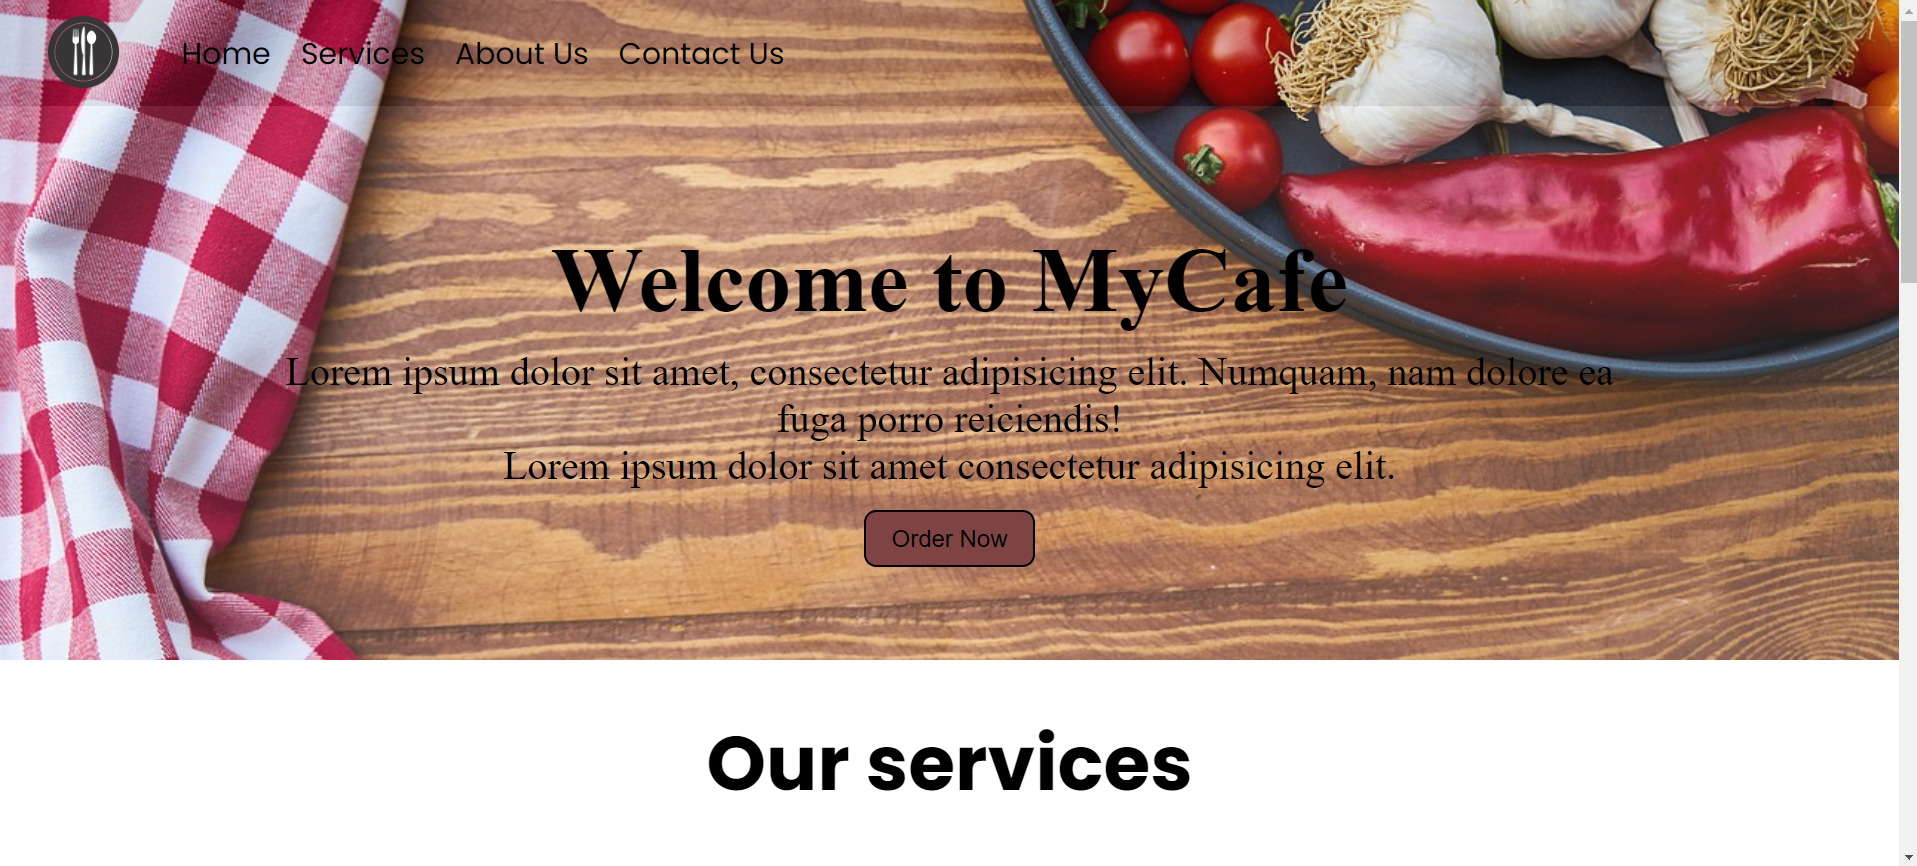 Home Services About Us Contact Us
Welcome to MyCafe
Lorem ipsum dolor sit amet, consectetur adipisicing elit. Numquam, nam dolore ea
fuga porro reiciendis!
Lorem ipsum dolor sit amet consectetur adipisicing elit.
Order Now
Our services